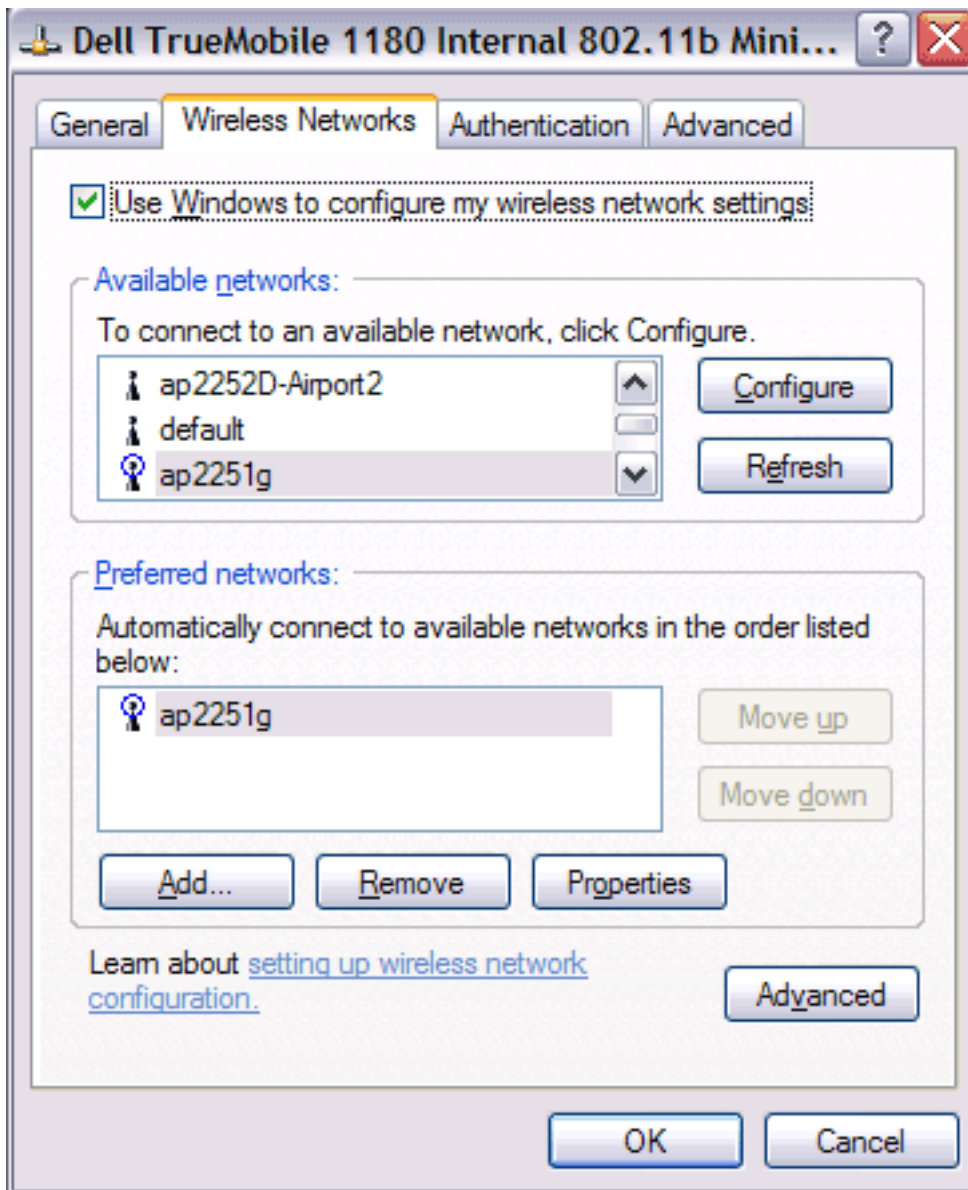 Dell TrueMobile 1180 Internal 802.11b Mini...
General Wireless Networks Authentication Advanced
Use Windows to configure my wireless network settings
Available networks:
To connect to an available network, click Configure.
ap2252D-Airport2
default
ap2251g
Configure
Refresh
Preferred networks:
Automatically connect to available networks in the order listed
below:
ap2251g
Move up
Move down
Add... Remove Properties
Learn about setting up wireless network
configuration.
Advanced
OK Cancel